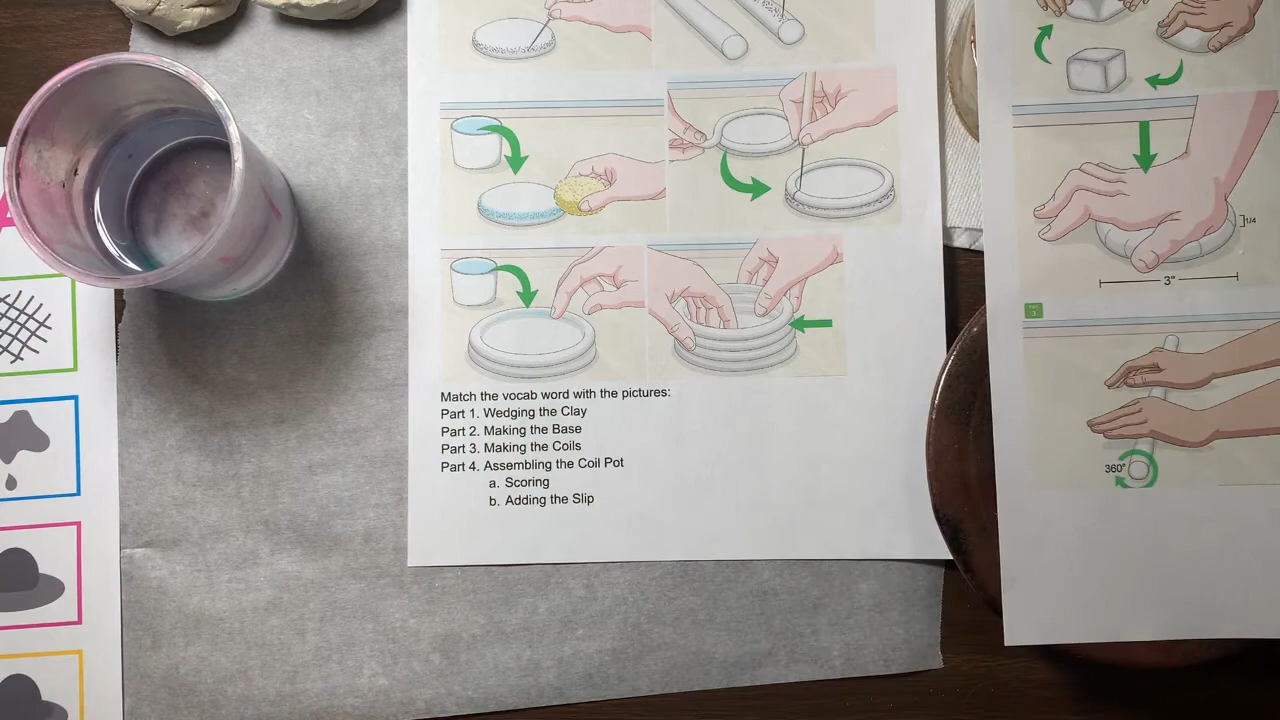 Match the vocab word with the pictures:
Part 1. Wedging the Clay
Part 2. Making the Base
Part 3. Making the Coils
Part 4. Assembling the Coil Pot
a. Scoring
b. Adding the Slip
1/4
3"
360°